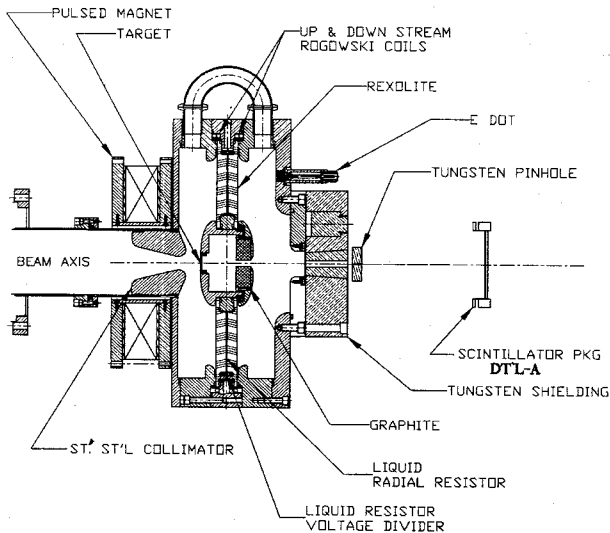 PULSED MAGNET
TARGET
UP & DOWN STREAM
ROGOWSKI COILS
REXOLITE
E DOT
TUNGSTEN PINHOLE
BEAM AXIS
SCINTILLATOR PKG
DTL-A
TUNGSTEN SHIELDING
GRAPHITE
ST. ST'L COLLIMATOR
LIQUID
RADIAL RESISTOR
LIQUID RESISTOR
VOLTAGE DIVIDER